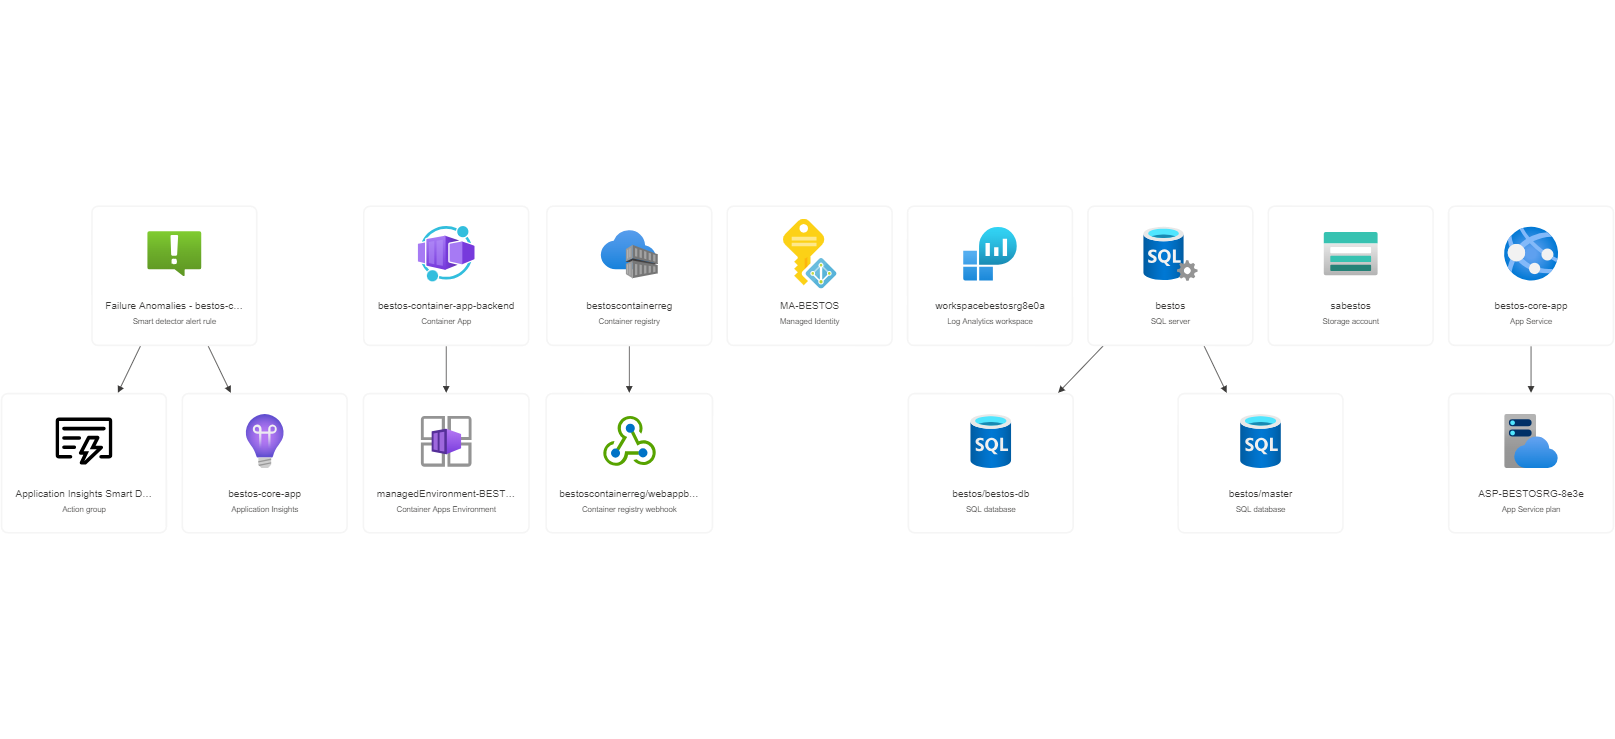 Failure Anomalies - bestos-c...
Smart detector alert rule
bestos-container-app-backend
Container App
bestoscontainerreg
Container registry
MA-BESTOS
Managed Identity
workspacebestosrg8e0a
Log Analytics workspace
SQL
bestos
SQL server
sabestos
Storage account
bestos-core-app
App Service
Application Insights Smart D...
Action group
bestos-core-app
Application Insights
managedEnvironment-BEST...
Container Apps Environment
bestoscontainerreg/webappb...
Container registry webhook
SQL
bestos/bestos-db
SQL database
SQL
bestos/master
SQL database
ASP-BESTOSRG-8e3e
App Service plan